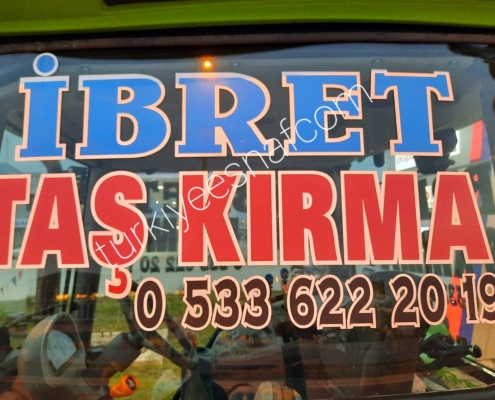 İBRET
TAŞ KIRMA
0 533 622 20 19
turkiyeesnaf.com